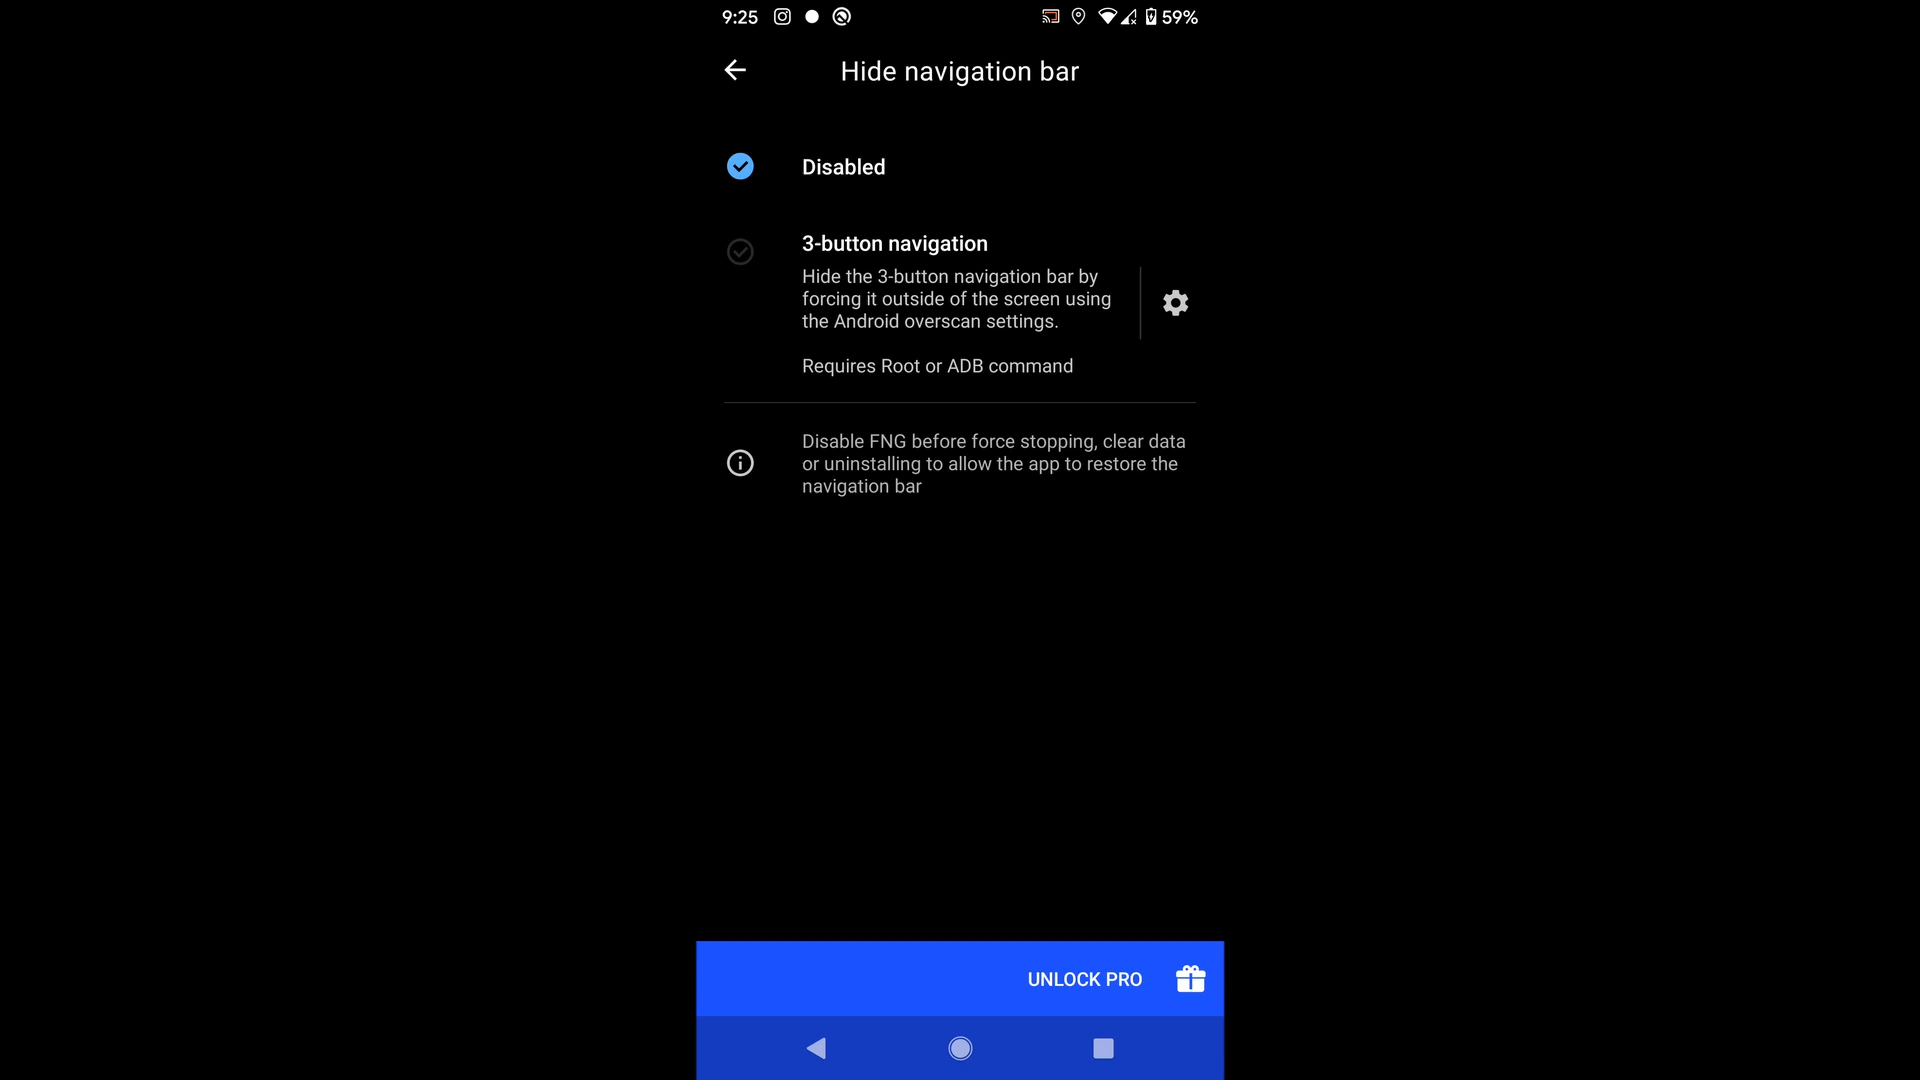 9:25
59%
Hide navigation bar
Disabled
3-button navigation
Hide the 3-button navigation bar by
forcing it outside of the screen using
the Android overscan settings.
Requires Root or ADB command
Disable FNG before force stopping, clear data
or uninstalling to allow the app to restore the
navigation bar
UNLOCK PRO